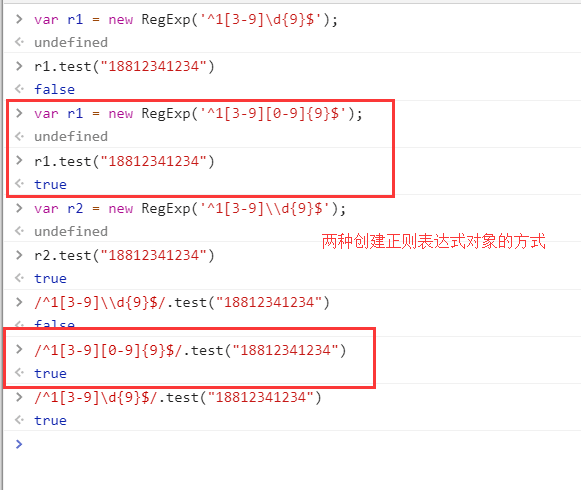 > var r1 = new RegExp('^1[3-9]\d{9}$');
<· undefined
> r1.test("18812341234")
<· false
> var r1 = new RegExp('^1[3-9][0-9]{9}$');
<· undefined
> r1.test("18812341234")
<· true
> var r2 = new RegExp('^1[3-9]\\d{9}$');
<· undefined
两种创建正则表达式对象的方式
> r2.test("18812341234")
<· true
> /^1[3-9]\\d{9}$/.test("18812341234")
<· false
> /^1[3-9][0-9]{9}$/.test("18812341234")
<· true
> /^1[3-9]\d{9}$/.test("18812341234")
<· true
>